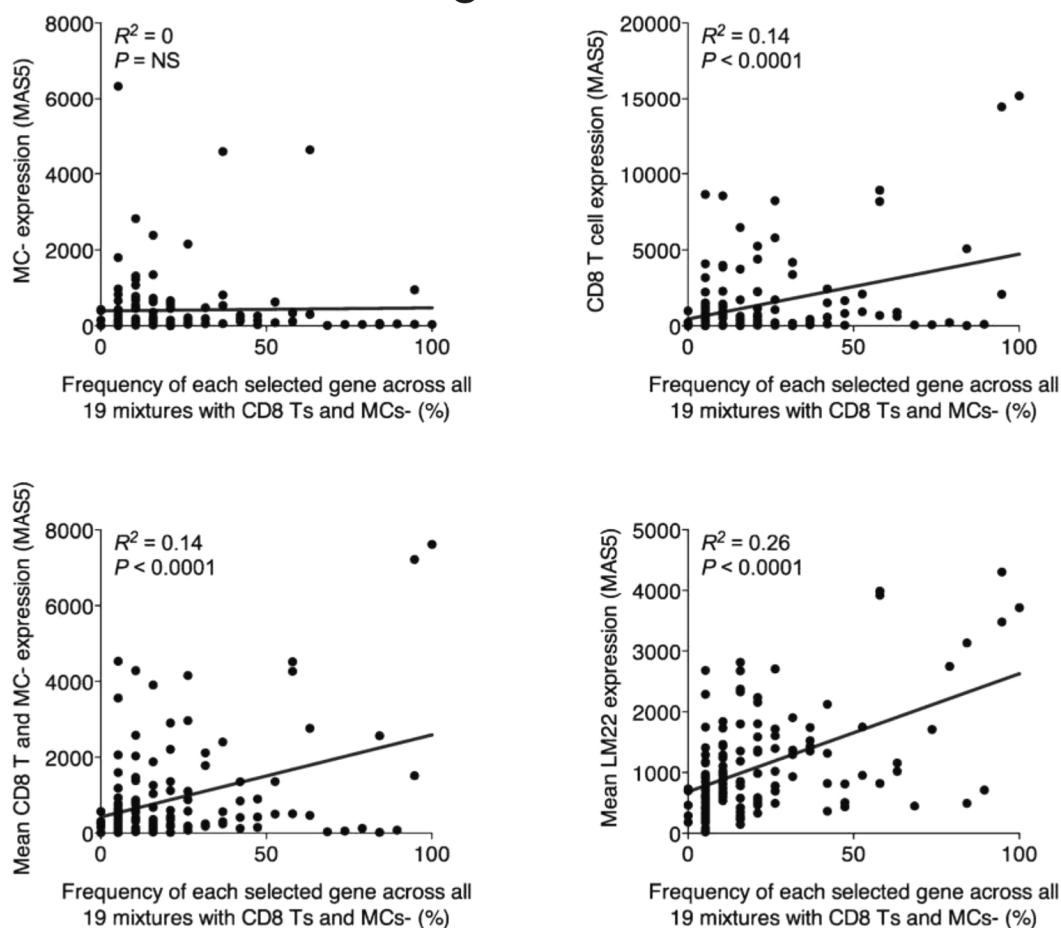 MC- expression (MAS5)
8000
6000
4000
2000
0
R² = 0
P = NS
0
50
100
Frequency of each selected gene across all
19 mixtures with CD8 Ts and MCs- (%)
CD8 T cell expression (MAS5)
20000
15000
10000
5000
0
R² = 0.14
P < 0.0001
0
50
100
Frequency of each selected gene across all
19 mixtures with CD8 Ts and MCs- (%)
Mean CD8 T and MC- expression (MAS5)
8000
6000
4000
2000
0
R² = 0.14
P < 0.0001
0
50
100
Frequency of each selected gene across all
19 mixtures with CD8 Ts and MCs- (%)
Mean LM22 expression (MAS5)
5000
4000
3000
2000
1000
0
R² = 0.26
P < 0.0001
0
50
100
Frequency of each selected gene across all
19 mixtures with CD8 Ts and MCs- (%)